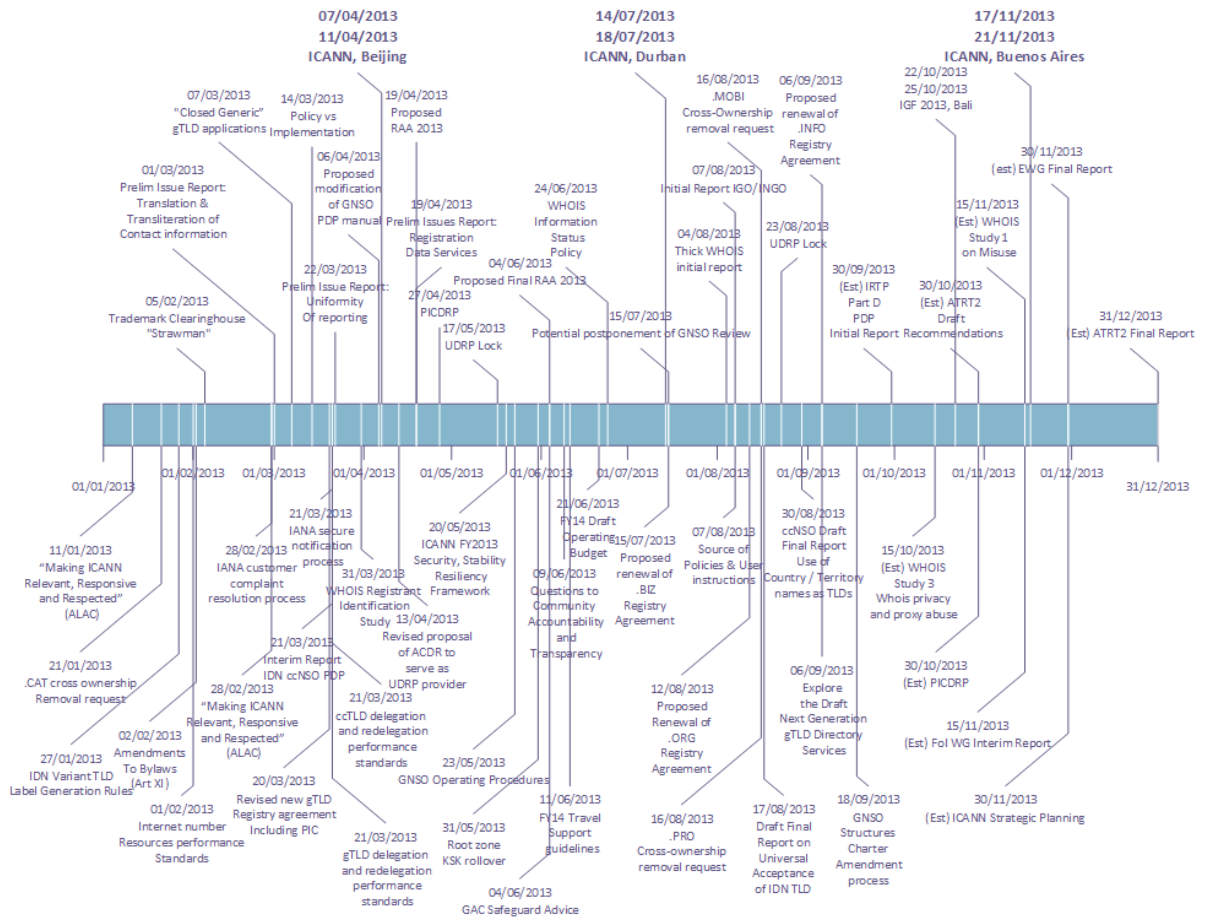 07/04/2013
11/04/2013
ICANN, Beijing
14/07/2013
18/07/2013
ICANN, Durban
17/11/2013
21/11/2013
ICANN, Buenos Aires
07/03/2013
"Closed Generic"
gTLD applications
14/03/2013
Policy vs
Implementation
19/04/2013
Proposed
RAA 2013
16/08/2013
.MOBI
Cross-Ownership
removal request
06/09/2013
Proposed
renewal of
.INFO
Registry
Agreement
22/10/2013
25/10/2013
IGF 2013, Bali
01/03/2013
Prelim Issue Report:
Translation &
Transliteration of
Contact information
06/04/2013
Proposed
modification
of GNSO
PDP manual
19/04/2013
Prelim Issues Report:
Registration
Data Services
24/06/2013
WHOIS
Information
Status
Policy
07/08/2013
Initial Report IGO/INGO
30/11/2013
(est) EWG Final Report
04/08/2013
Thick WHOIS
initial report
23/08/2013
UDRP Lock
15/11/2013
(Est) WHOIS
Study 1
on Misuse
22/03/2013
Prelim Issue Report:
Uniformity
Of reporting
04/06/2013
Proposed Final RAA 2013
05/02/2013
Trademark Clearinghouse
"Strawman"
27/04/2013
PICDRP
17/05/2013
UDRP Lock
15/07/2013
Potential postponement of GNSO Review
30/09/2013
(Est) IRTP
Part D
PDP
Initial Report
30/10/2013
(Est) ATRT2
Draft
Recommendations
31/12/2013
(Est) ATRT2 Final Report
01/01/2013
01/02/2013
01/03/2013
01/04/2013
01/05/2013
01/06/2013
01/07/2013
01/08/2013
01/09/2013
01/10/2013
01/11/2013
01/12/2013
31/12/2013
11/01/2013
“Making ICANN
Relevant, Responsive
and Respected”
(ALAC)
28/02/2013
IANA customer
complaint
resolution process
21/03/2013
IANA secure
notification
process
31/03/2013
WHOIS Registrant
Identification
Study
20/05/2013
ICANN FY2013
Security, Stability
Resiliency
Framework
21/06/2013
FY14 Draft
Operating
Budget
09/06/2013
Questions to
Community
Accountability
and
Transparency
15/07/2013
Proposed
renewal of
.BIZ
Registry
Agreement
07/08/2013
Source of
Policies & User
instructions
30/08/2013
ccNSO Draft
Final Report
Use of
Country / Territory
names as TLDs
15/10/2013
(Est) WHOIS
Study 3
Whois privacy
and proxy abuse
21/01/2013
.CAT cross ownership
Removal request
21/03/2013
Interim Report
IDN ccNSO PDP
13/04/2013
Revised proposal
of ACDR to
serve as
UDRP provider
28/02/2013
“Making ICANN
Relevant, Responsive
and Respected”
(ALAC)
21/03/2013
ccTLD delegation
and redelegation
performance
standards
12/08/2013
Proposed
Renewal of
.ORG
Registry
Agreement
06/09/2013
Explore
the Draft
Next Generation
gTLD Directory
Services
30/10/2013
(Est) PICDRP
15/11/2013
(Est) FoI WG Interim Report
27/01/2013
IDN Variant TLD
Label Generation Rules
02/02/2013
Amendments
To Bylaws
(Art XI )
20/03/2013
Revised new gTLD
Registry agreement
Including PIC
23/05/2013
GNSO Operating Procedures
01/02/2013
Internet number
Resources performance
Standards
21/03/2013
gTLD delegation
and redelegation
performance
standards
31/05/2013
Root zone
KSK rollover
11/06/2013
FY14 Travel
Support
guidelines
16/08/2013
.PRO
Cross-ownership
removal request
17/08/2013
Draft Final
Report on
Universal
Acceptance
of IDN TLD
18/09/2013
GNSO
Structures
Charter
Amendment
process
30/11/2013
(Est) ICANN Strategic Planning
04/06/2013
GAC Safeguard Advice